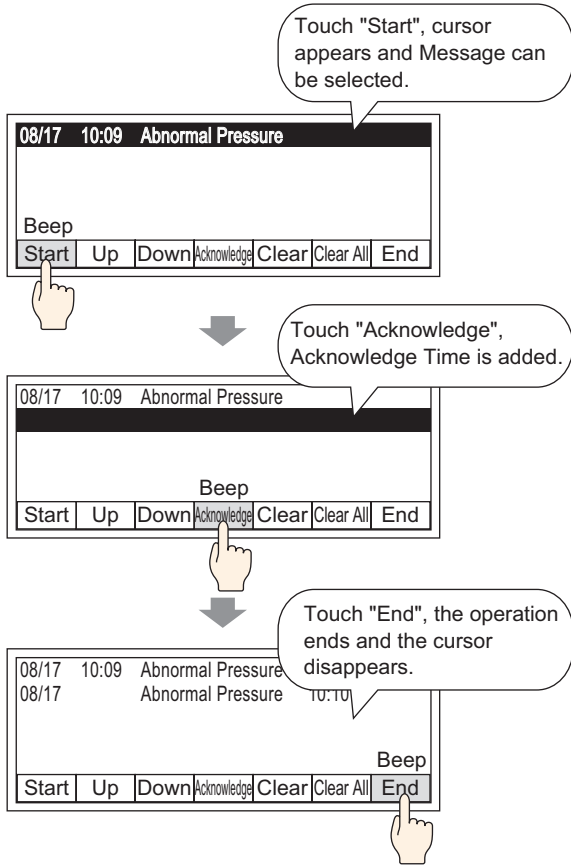 Touch "Start", cursor
appears and Message can
be selected.
08/17 10:09 Abnormal Pressure
Beep
Start Up Down Acknowledge Clear Clear All End
Touch "Acknowledge",
Acknowledge Time is added.
08/17 10:09 Abnormal Pressure
Beep
Start Up Down Acknowledge Clear Clear All End
Touch "End", the operation
ends and the cursor
disappears.
08/17 10:09 Abnormal Pressure
08/17 Abnormal Pressure 10:10
Beep
Start Up Down Acknowledge Clear Clear All End